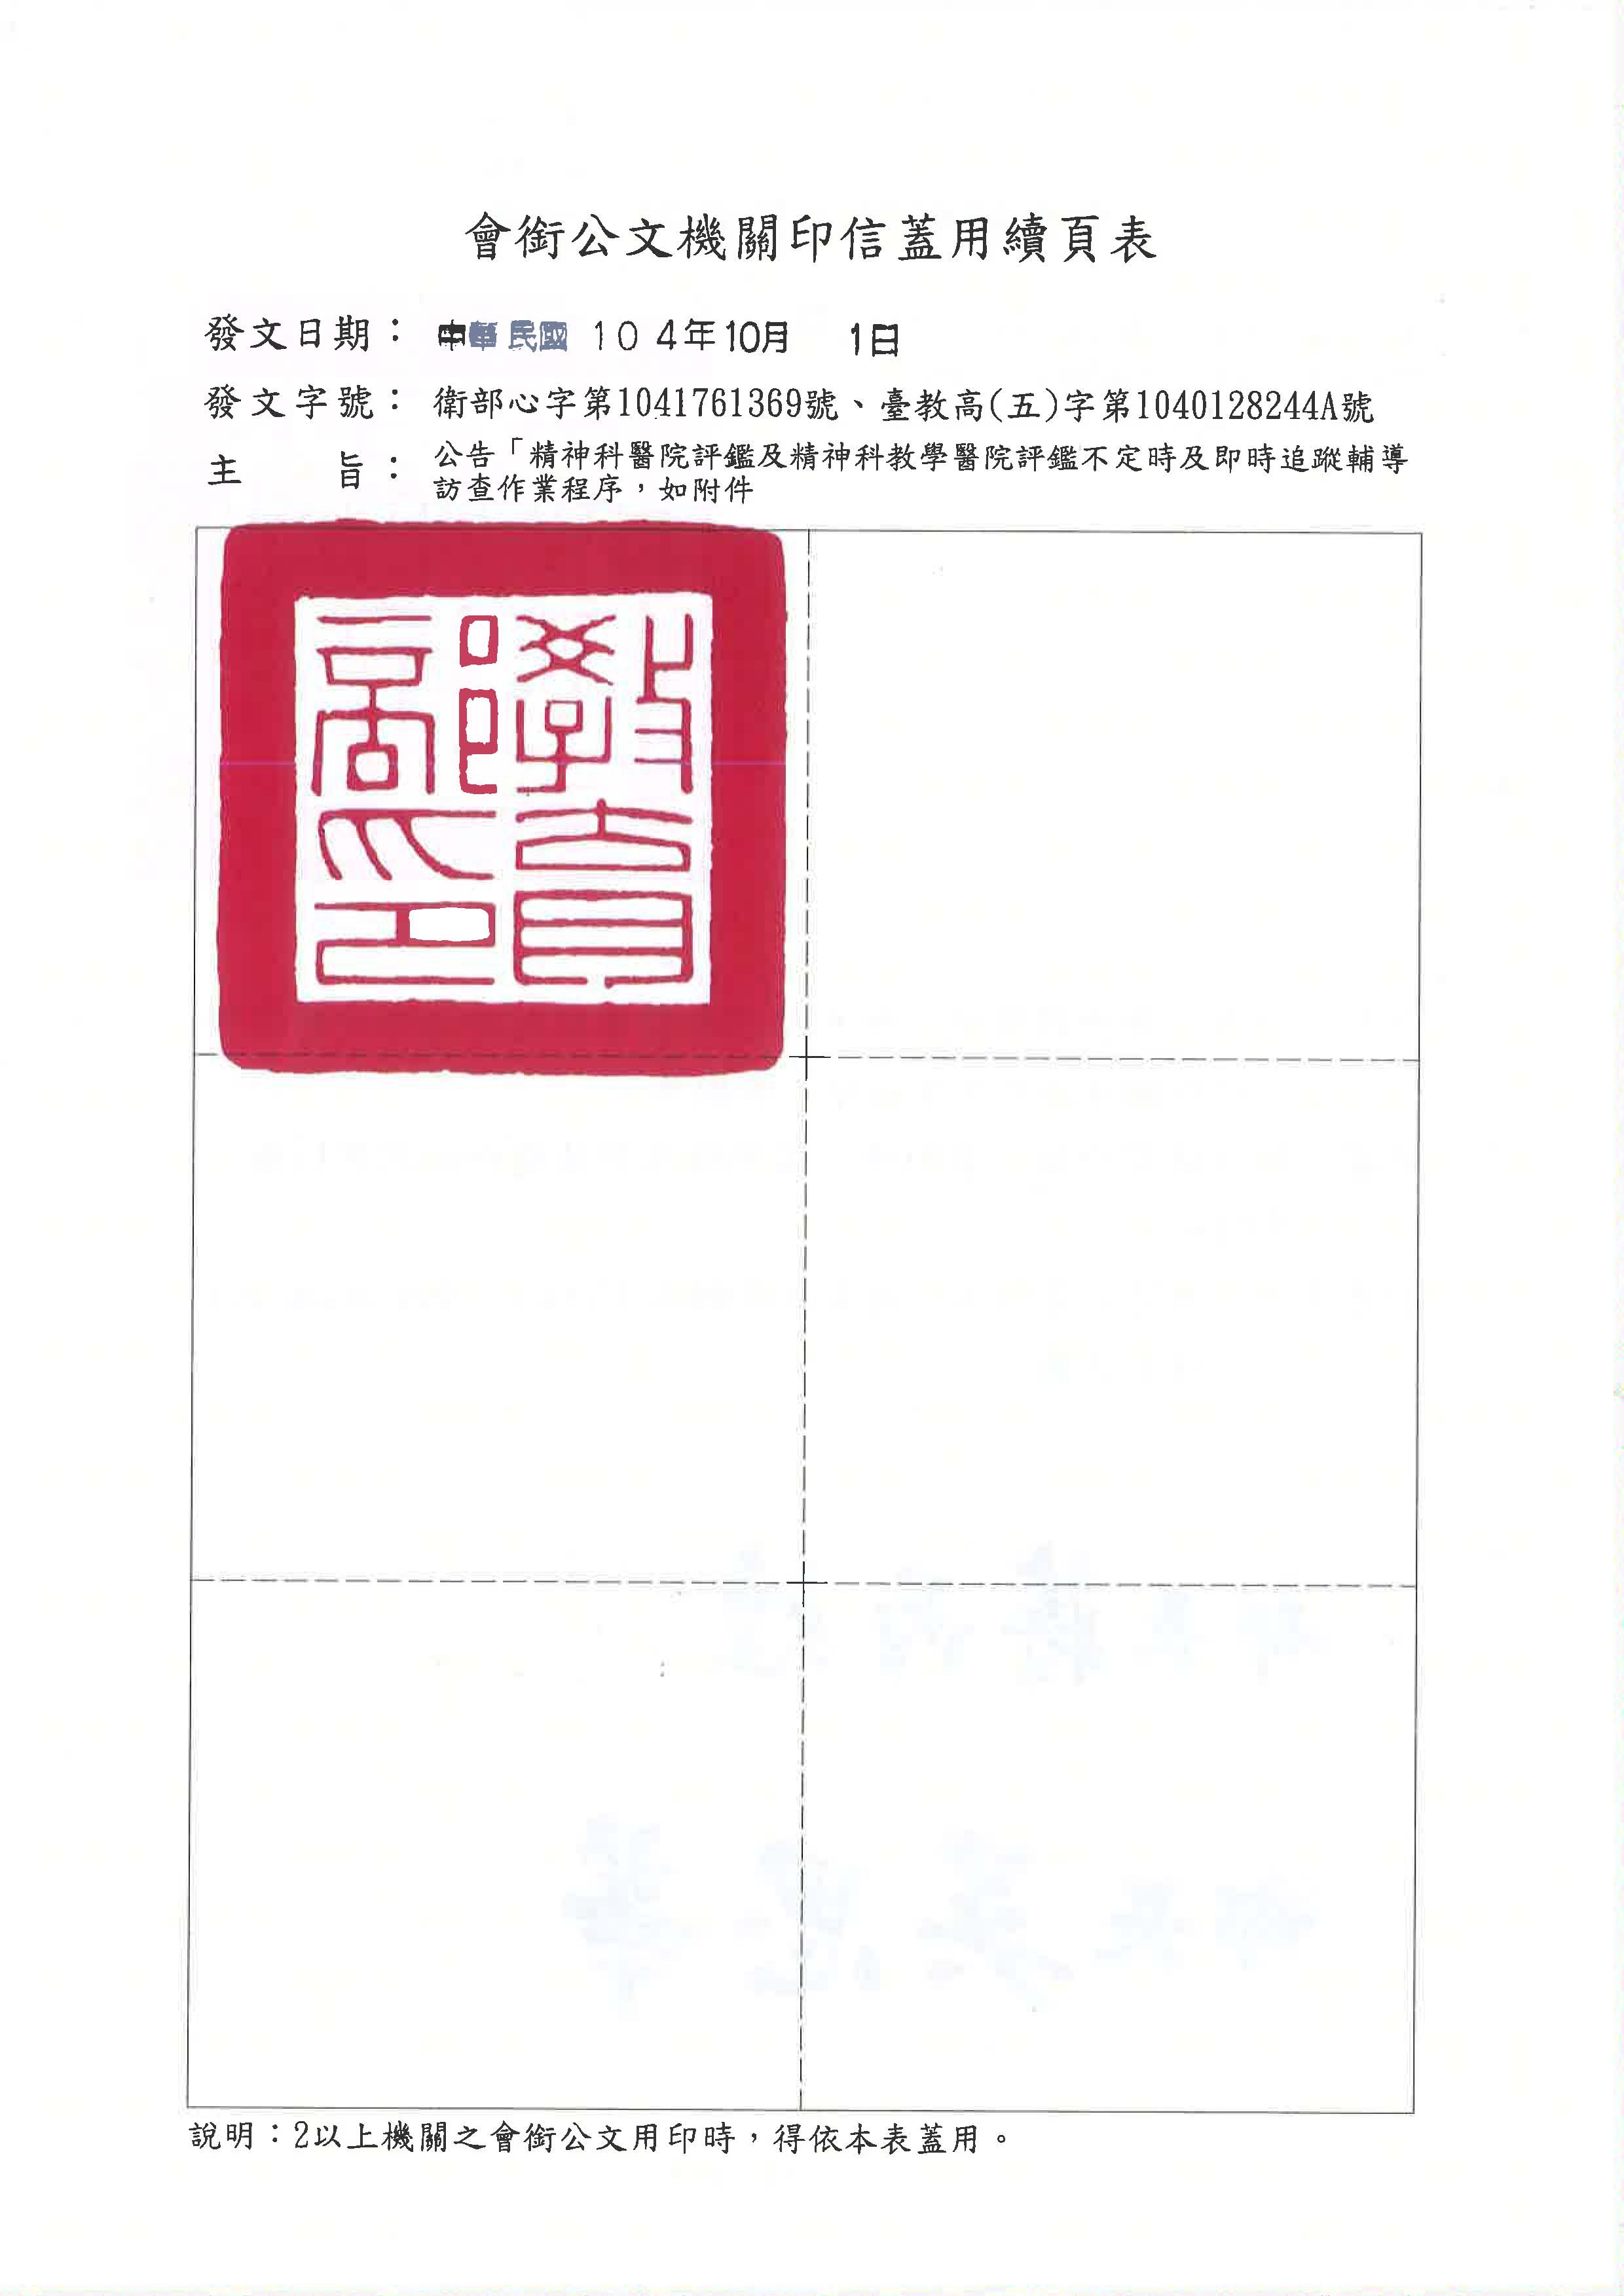 會銜公文機關印信蓋用續頁表
發文日期：中華民國 104年10月 1日
發文字號：衛部心字第1041761369號、臺教高(五)字第1040128244A號
主旨：公告「精神科醫院評鑑及精神科教學醫院評鑑不定時及即時追蹤輔導
訪查作業程序，如附件
教育部印
說明：2以上機關之會銜公文用印時，得依本表蓋用。